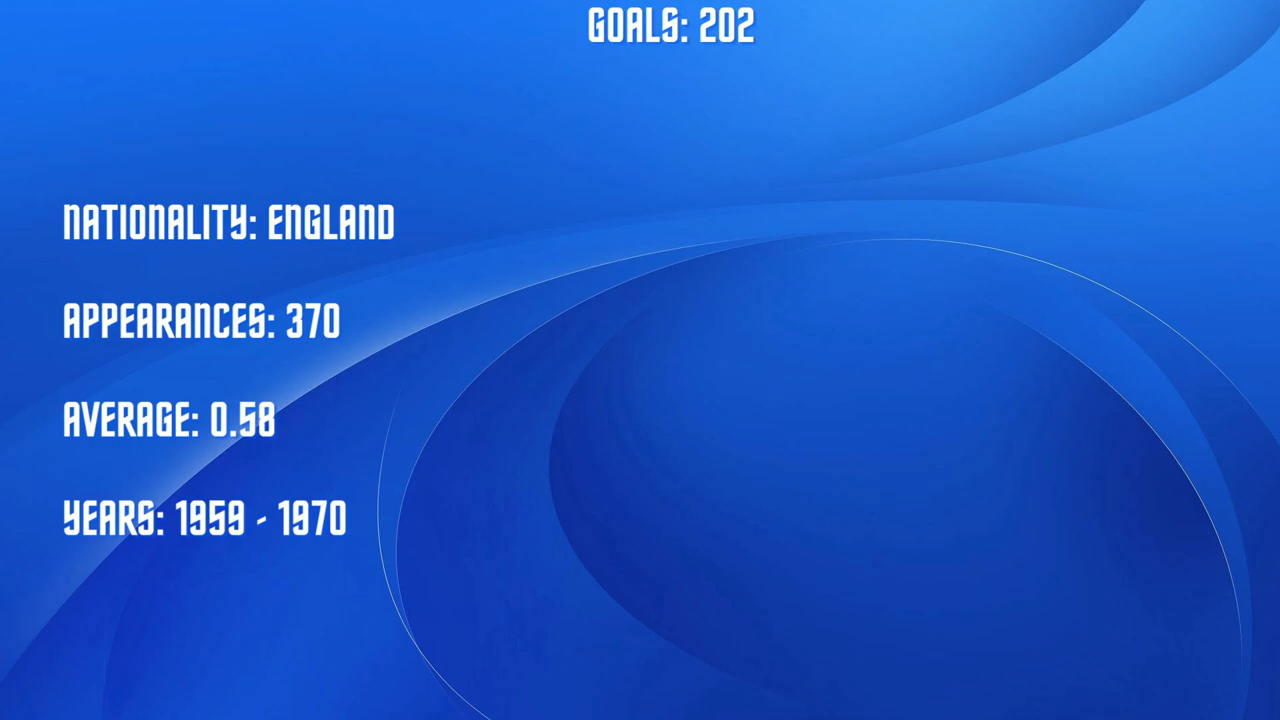 GOALS: 202
NATIONALITY: ENGLAND
APPEARANCES: 370
AVERAGE: 0.58
YEARS: 1959 - 1970